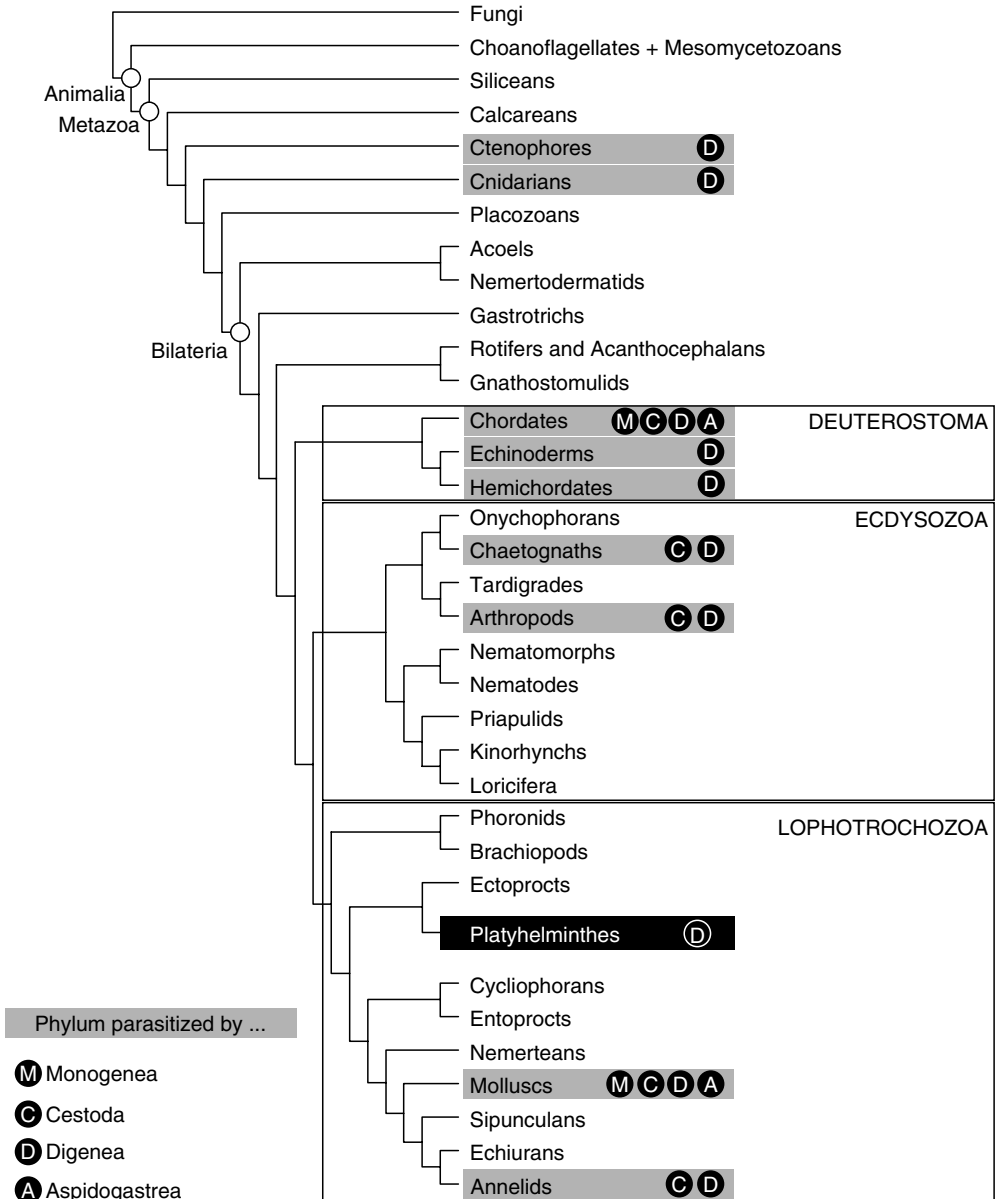 Fungi
Choanoflagellates + Mesomycetozoans
Animalia
Siliceans
Metazoa
Calcareans
Ctenophores D
Cnidarians D
Placozoans
Acoels
Nemertodermatids
Gastrotrichs
Bilateria
Rotifers and Acanthocephalans
Gnathostomulids
Chordates M C D A DEUTEROSTOMA
Echinoderms D
Hemichordates D
Onychophorans ECDYSOZOA
Chaetognaths C D
Tardigrades
Arthropods C D
Nematomorphs
Nematodes
Priapulids
Kinorhynchs
Loricifera
Phoronids LOPHOTROCHOZOA
Brachiopods
Ectoprocts
Platyhelminthes D
Cycliophorans
Entoprocts
Nemerteans
Molluscs M C D A
Sipunculans
Echiurans
Annelids C D
Phylum parasitized by ...
M Monogenea
C Cestoda
D Digenea
A Aspidogastrea